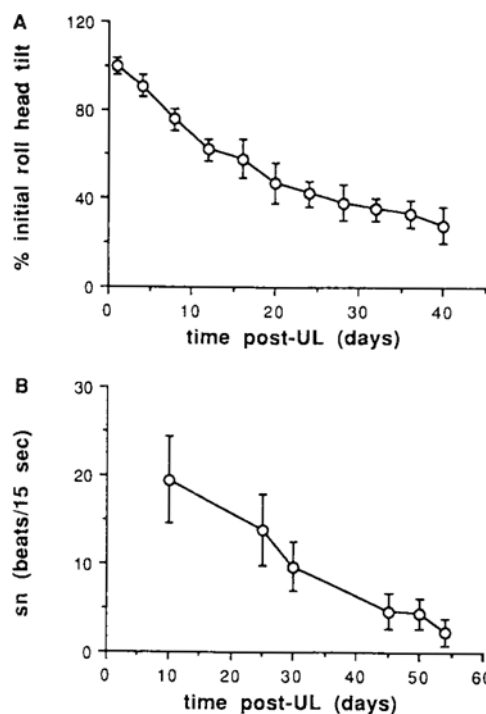 A
% initial roll head tilt
120
80
40
0
0 10 20 30 40
time post-UL (days)
B
sn (beats/15 sec)
30
20
10
0
0 10 20 30 40 50 60
time post-UL (days)